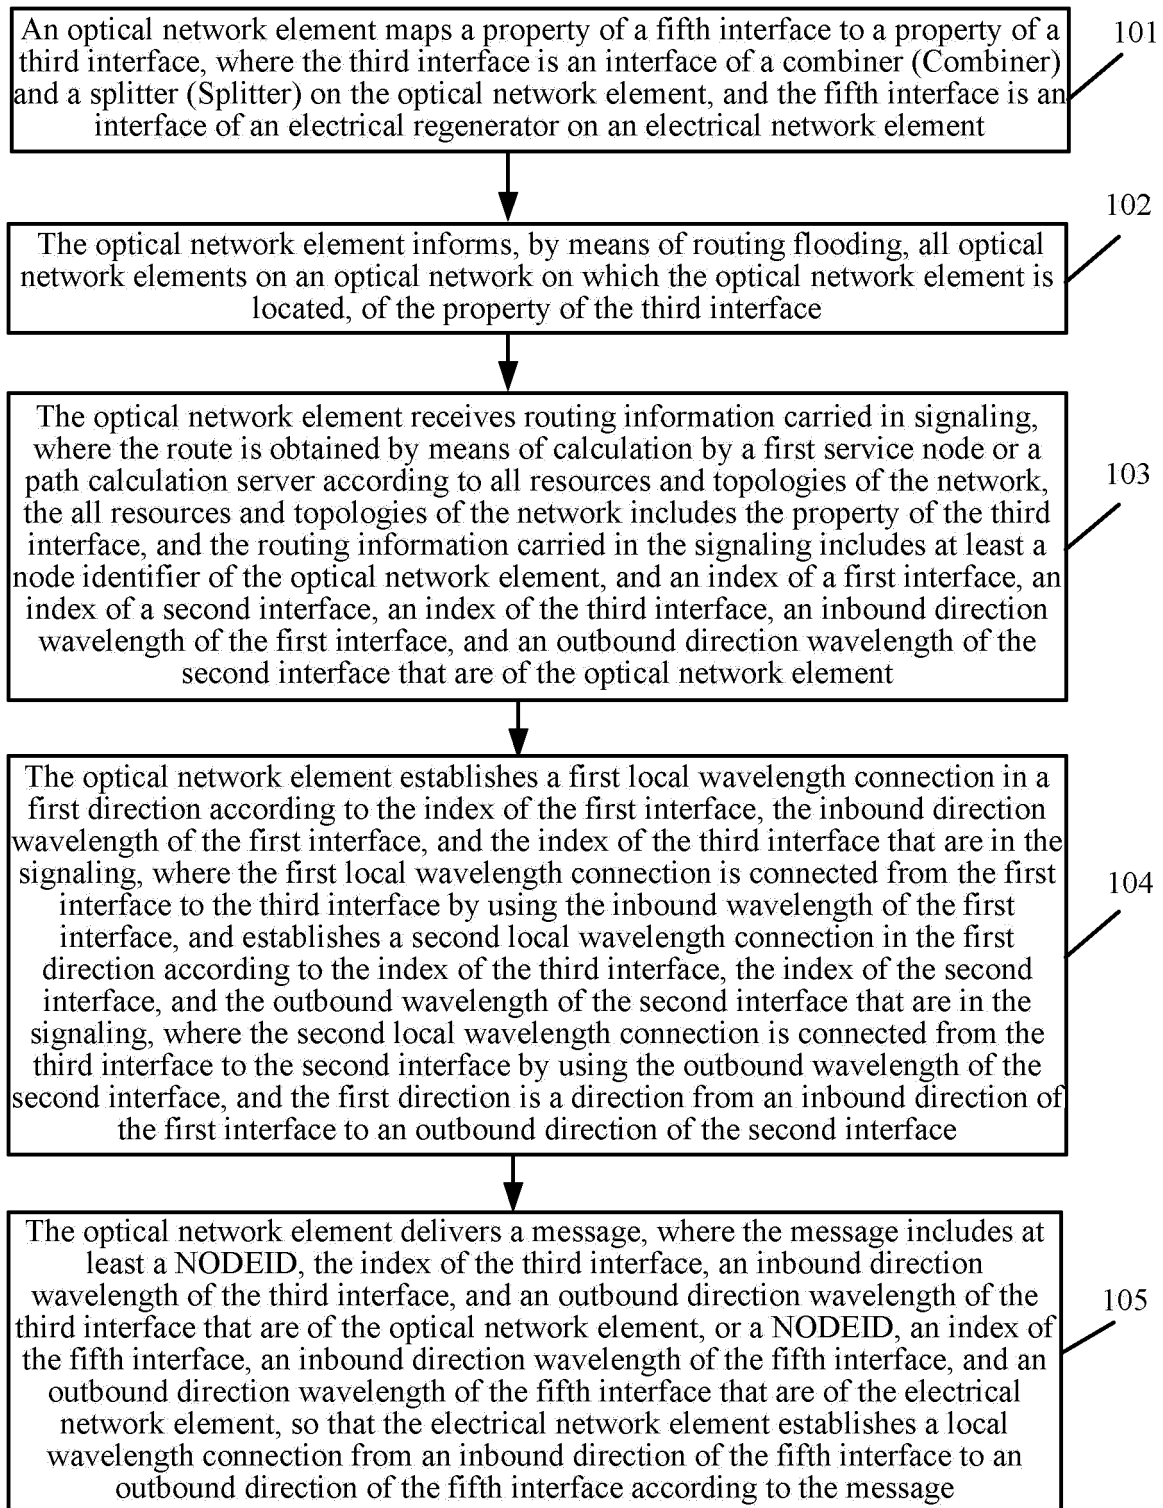 An optical network element maps a property of a fifth interface to a property of a
third interface, where the third interface is an interface of a combiner (Combiner)
and a splitter (Splitter) on the optical network element, and the fifth interface is an
interface of an electrical regenerator on an electrical network element
101
The optical network element informs, by means of routing flooding, all optical
network elements on an optical network on which the optical network element is
located, of the property of the third interface
102
The optical network element receives routing information carried in signaling,
where the route is obtained by means of calculation by a first service node or a
path calculation server according to all resources and topologies of the network,
the all resources and topologies of the network includes the property of the third
interface, and the routing information carried in the signaling includes at least a
node identifier of the optical network element, and an index of a first interface, an
index of a second interface, an index of the third interface, an inbound direction
wavelength of the first interface, and an outbound direction wavelength of the
second interface that are of the optical network element
103
The optical network element establishes a first local wavelength connection in a
first direction according to the index of the first interface, the inbound direction
wavelength of the first interface, and the index of the third interface that are in the
signaling, where the first local wavelength connection is connected from the first
interface to the third interface by using the inbound wavelength of the first
interface, and establishes a second local wavelength connection in the first
direction according to the index of the third interface, the index of the second
interface, and the outbound wavelength of the second interface that are in the
signaling, where the second local wavelength connection is connected from the
third interface to the second interface by using the outbound wavelength of the
second interface, and the first direction is a direction from an inbound direction of
the first interface to an outbound direction of the second interface
104
The optical network element delivers a message, where the message includes at
least a NODEID, the index of the third interface, an inbound direction
wavelength of the third interface, and an outbound direction wavelength of the
third interface that are of the optical network element, or a NODEID, an index of
the fifth interface, an inbound direction wavelength of the fifth interface, and an
outbound direction wavelength of the fifth interface that are of the electrical
network element, so that the electrical network element establishes a local
wavelength connection from an inbound direction of the fifth interface to an
outbound direction of the fifth interface according to the message
105